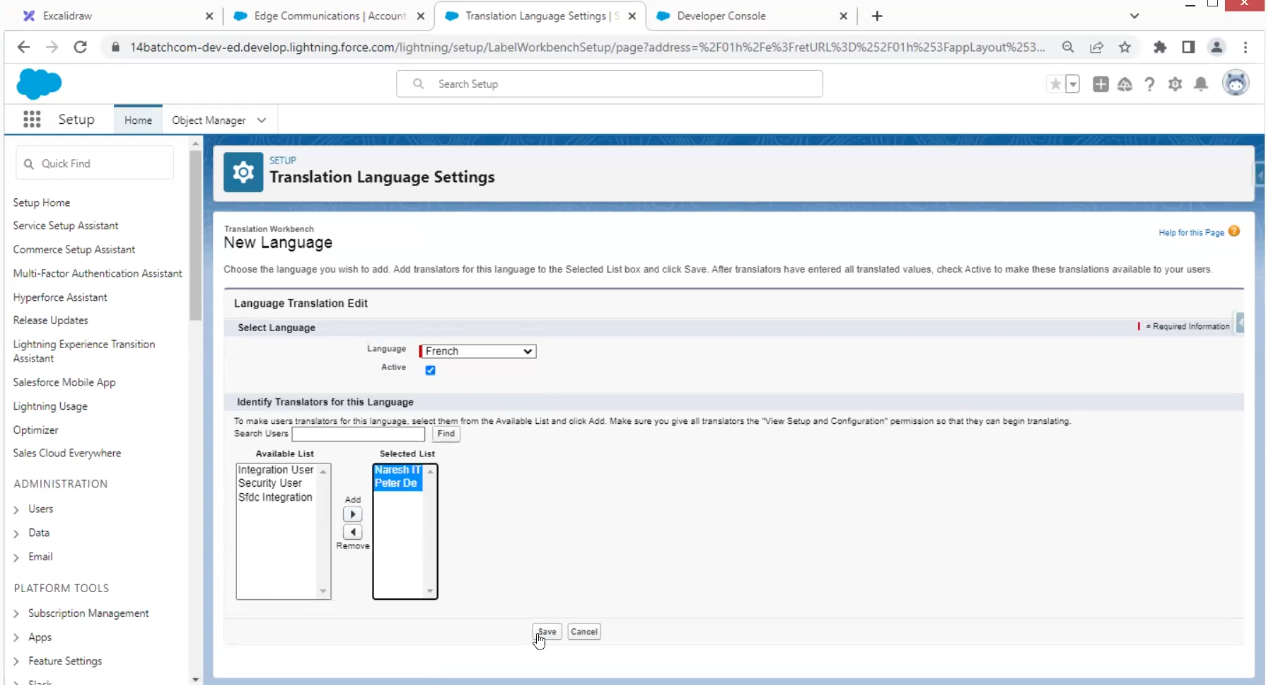 Excalidraw
Edge Communications | Account
Translation Language Settings | S
Developer Console
14batchcom-dev-ed.develop.lightning.force.com/lightning/setup/LabelWorkbenchSetup/page?address=%2F01h%2Fe%3FretURL%3D%252F01h%253FappLayout%253...
Search Setup
Setup
Home
Object Manager
Quick Find
Setup Home
Service Setup Assistant
Commerce Setup Assistant
Multi-Factor Authentication Assistant
Hyperforce Assistant
Release Updates
Lightning Experience Transition
Assistant
Salesforce Mobile App
Lightning Usage
Optimizer
Sales Cloud Everywhere
ADMINISTRATION
Users
Data
Email
PLATFORM TOOLS
Subscription Management
Apps
Feature Settings
Slack
SETUP
Translation Language Settings
Translation Workbench
New Language
Help for this Page
Choose the language you wish to add. Add translators for this language to the Selected List box and click Save. After translators have entered all translated values, check Active to make these translations available to your users.
Language Translation Edit
Select Language
= Required Information
Language French
Active
Identify Translators for this Language
To make users translators for this language, select them from the Available List and click Add. Make sure you give all translators the "View Setup and Configuration" permission so that they can begin translating.
Search Users Find
Available List
Integration User
Security User
Sfdc Integration
Add
Remove
Selected List
Naresh IT
Peter De
Save Cancel